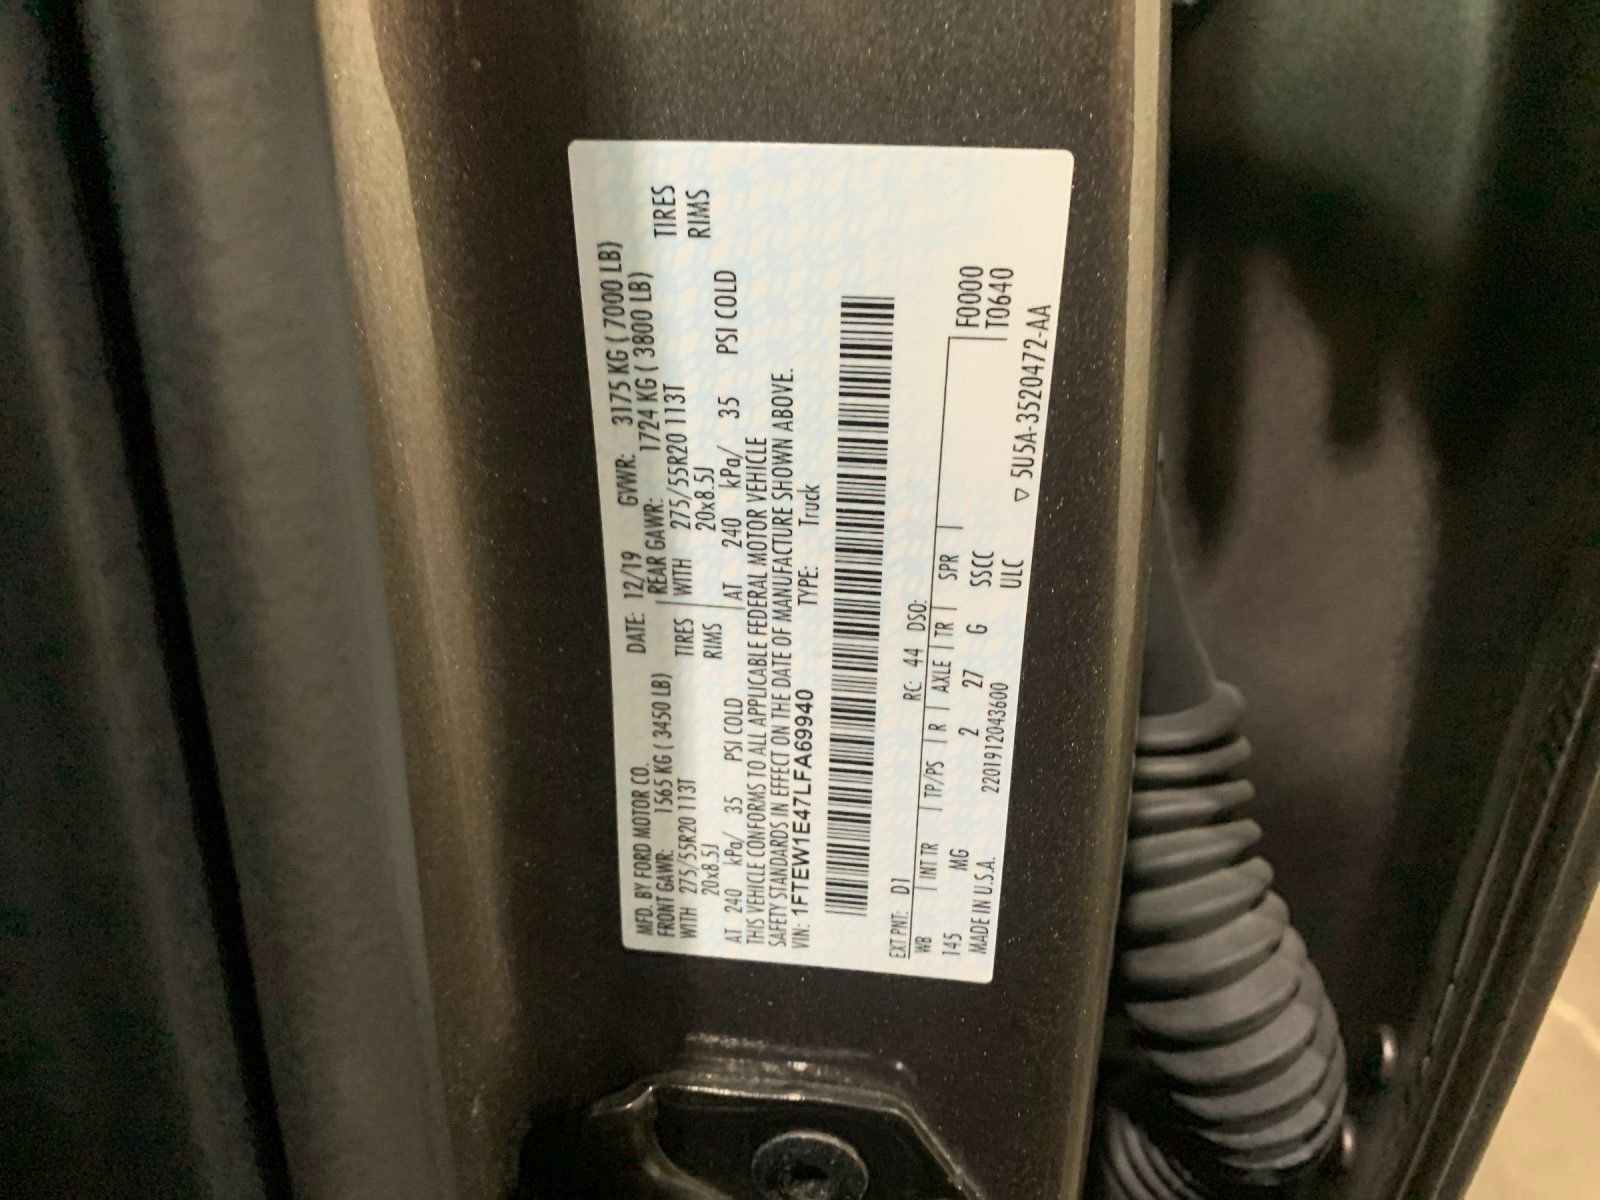 MFD. BY FORD MOTOR CO. DATE: 12/19 GVWR: 3175 KG ( 7000 LB)
FRONT GAWR: 1565 KG ( 3450 LB) REAR GAWR: 1724 KG ( 3800 LB)
WITH 275/55R20 113T TIRES WITH 275/55R20 113T TIRES
20x8.5J RIMS 20x8.5J RIMS
AT 240 kPa/ 35 PSI COLD AT 240 kPa/ 35 PSI COLD
THIS VEHICLE CONFORMS TO ALL APPLICABLE FEDERAL MOTOR VEHICLE
SAFETY STANDARDS IN EFFECT ON THE DATE OF MANUFACTURE SHOWN ABOVE.
VIN: 1FTEW1E47LFA69940 TYPE: Truck
EXT PNT: D1 RC: 44 DSO:
WB INT TR TP/PS R AXLE TR SPR F0000
145 MG 2 27 G SSCC T0640
MADE IN U.S.A. 2201912043600 ULC
▽ 5U5A-3520472-AA